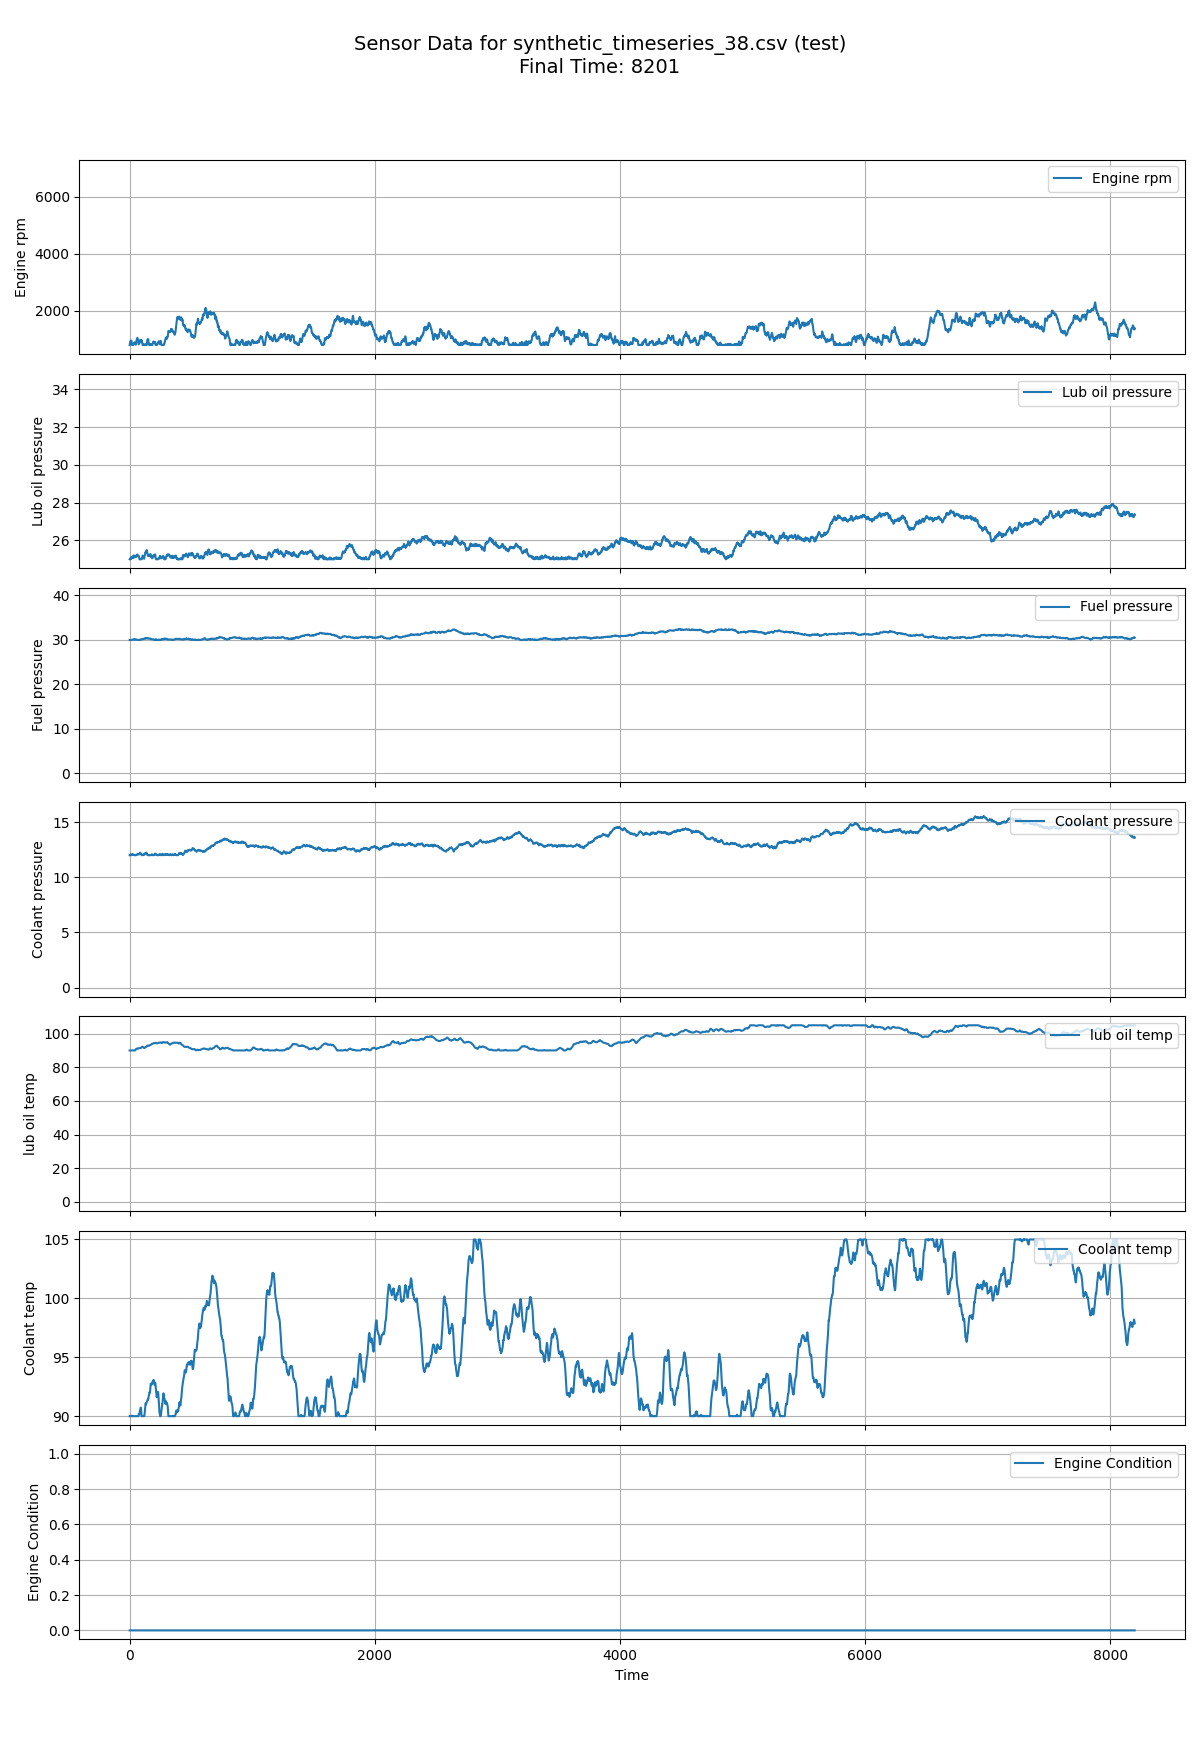 Sensor Data for synthetic_timeseries_38.csv (test)
Final Time: 8201
Engine rpm
6000
4000
2000
Engine rpm
Lub oil pressure
34
32
30
28
26
Lub oil pressure
Fuel pressure
40
30
20
10
0
Fuel pressure
Coolant pressure
15
10
5
0
Coolant pressure
lub oil temp
100
80
60
40
20
0
lub oil temp
Coolant temp
105
100
95
90
Coolant temp
Engine Condition
1.0
0.8
0.6
0.4
0.2
0.0
Engine Condition
0 2000 4000 6000 8000
Time